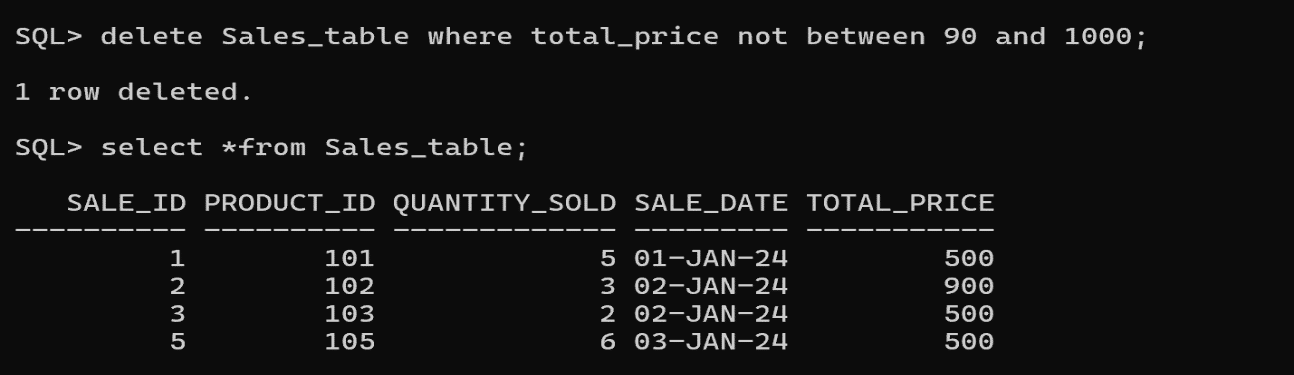 SQL> delete Sales_table where total_price not between 90 and 1000;
1 row deleted.
SQL> select *from Sales_table;
   SALE_ID PRODUCT_ID QUANTITY_SOLD SALE_DATE TOTAL_PRICE
---------- ---------- ------------- --------- -----------
         1        101             5 01-JAN-24         500
         2        102             3 02-JAN-24         900
         3        103             2 02-JAN-24         500
         5        105             6 03-JAN-24         500